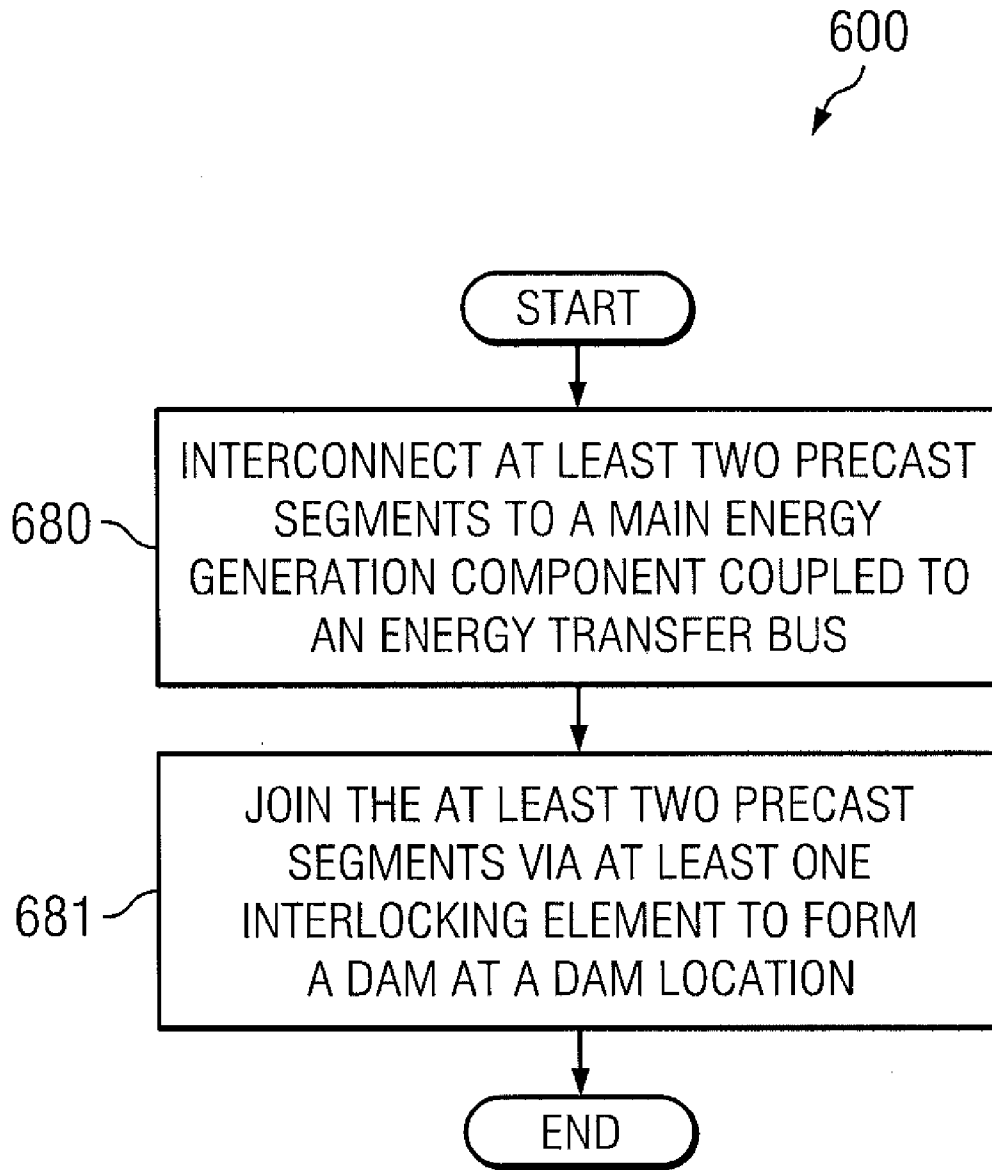 600
START
680
INTERCONNECT AT LEAST TWO PRECAST
SEGMENTS TO A MAIN ENERGY
GENERATION COMPONENT COUPLED TO
AN ENERGY TRANSFER BUS
681
JOIN THE AT LEAST TWO PRECAST
SEGMENTS VIA AT LEAST ONE
INTERLOCKING ELEMENT TO FORM
A DAM AT A DAM LOCATION
END